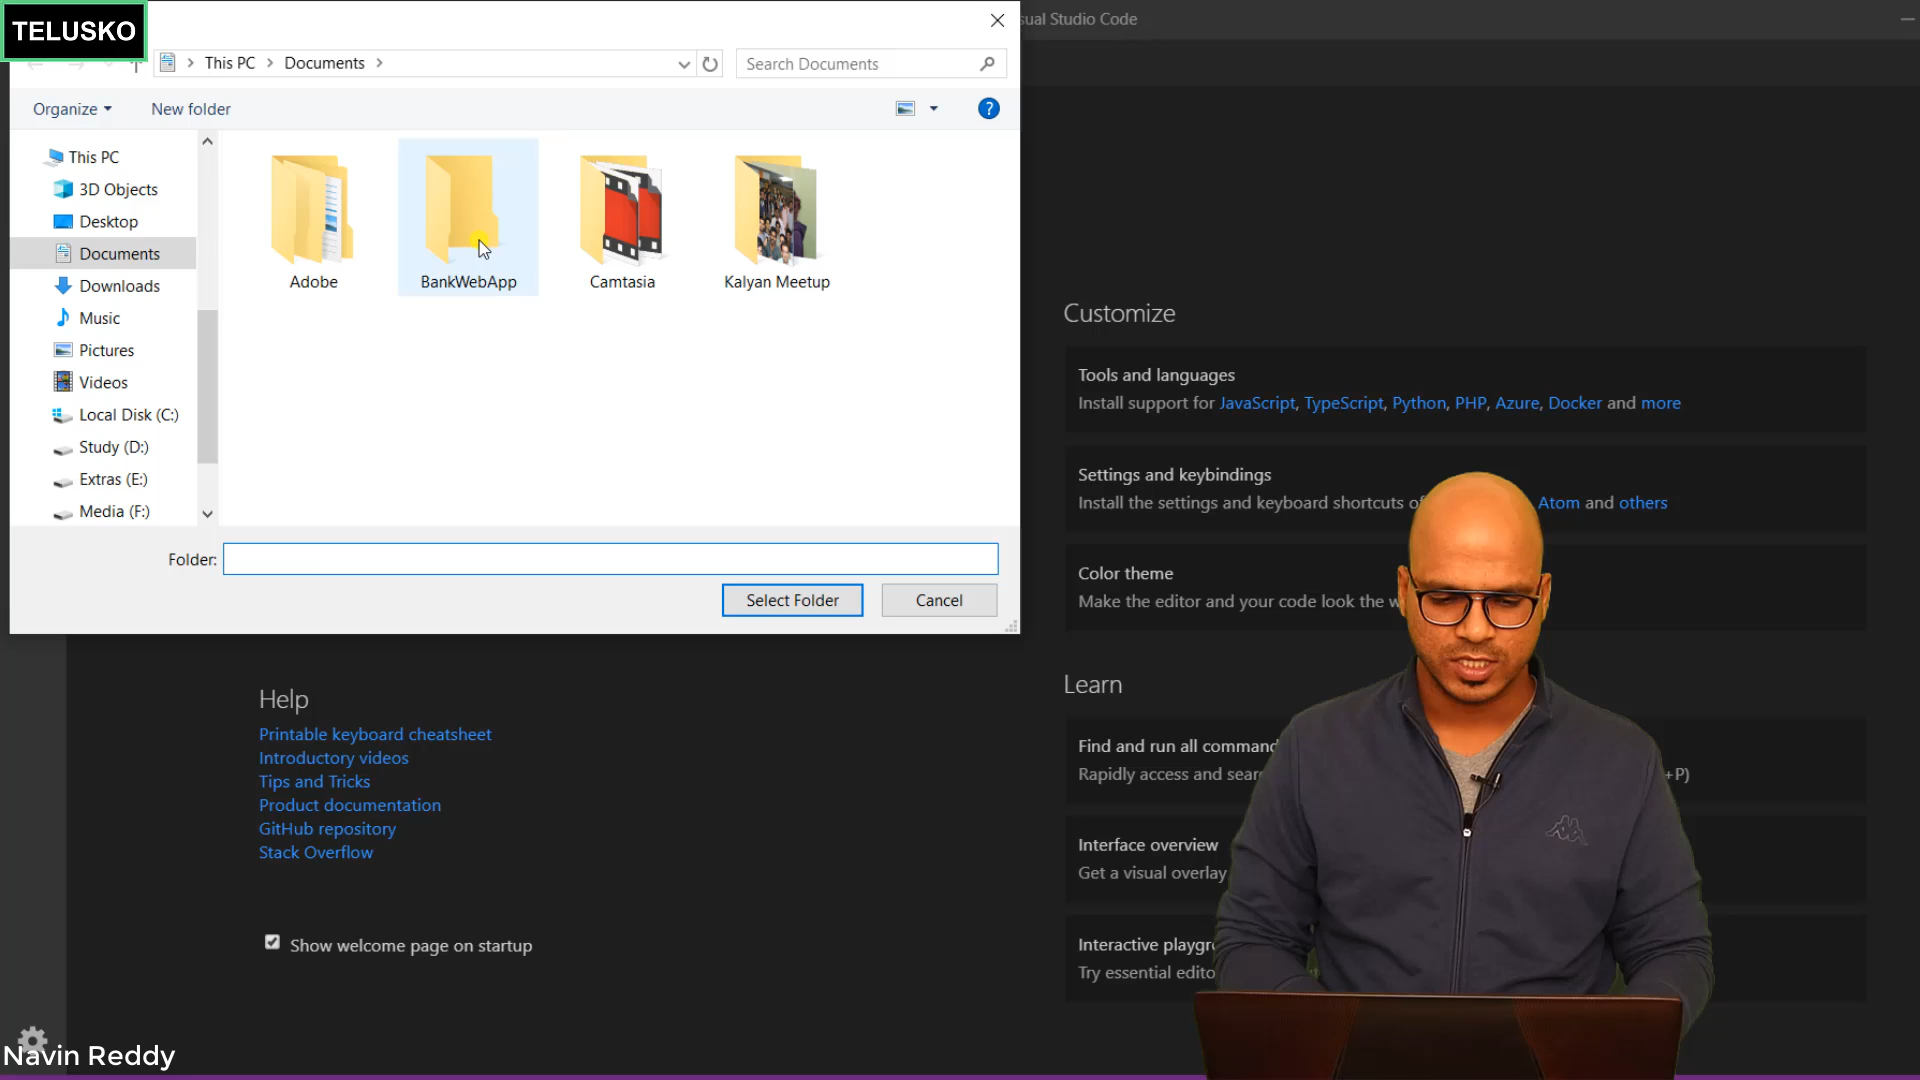 TELUSKO
sual Studio Code
This PC > Documents >
Search Documents
Organize
New folder
?
This PC
3D Objects
Desktop
Documents
Downloads
Music
Pictures
Videos
Local Disk (C:)
Study (D:)
Extras (E:)
Media (F:)
Adobe
BankWebApp
Camtasia
Kalyan Meetup
Folder:
Select Folder
Cancel
Customize
Tools and languages
Install support for JavaScript, TypeScript, Python, PHP, Azure, Docker and more
Settings and keybindings
Install the settings and keyboard shortcuts of Atom and others
Color theme
Make the editor and your code look the w
Help
Printable keyboard cheatsheet
Introductory videos
Tips and Tricks
Product documentation
GitHub repository
Stack Overflow
Show welcome page on startup
Learn
Find and run all command
Rapidly access and sear +P)
Interface overview
Get a visual overlay
Interactive playgr
Try essential edito
Navin Reddy